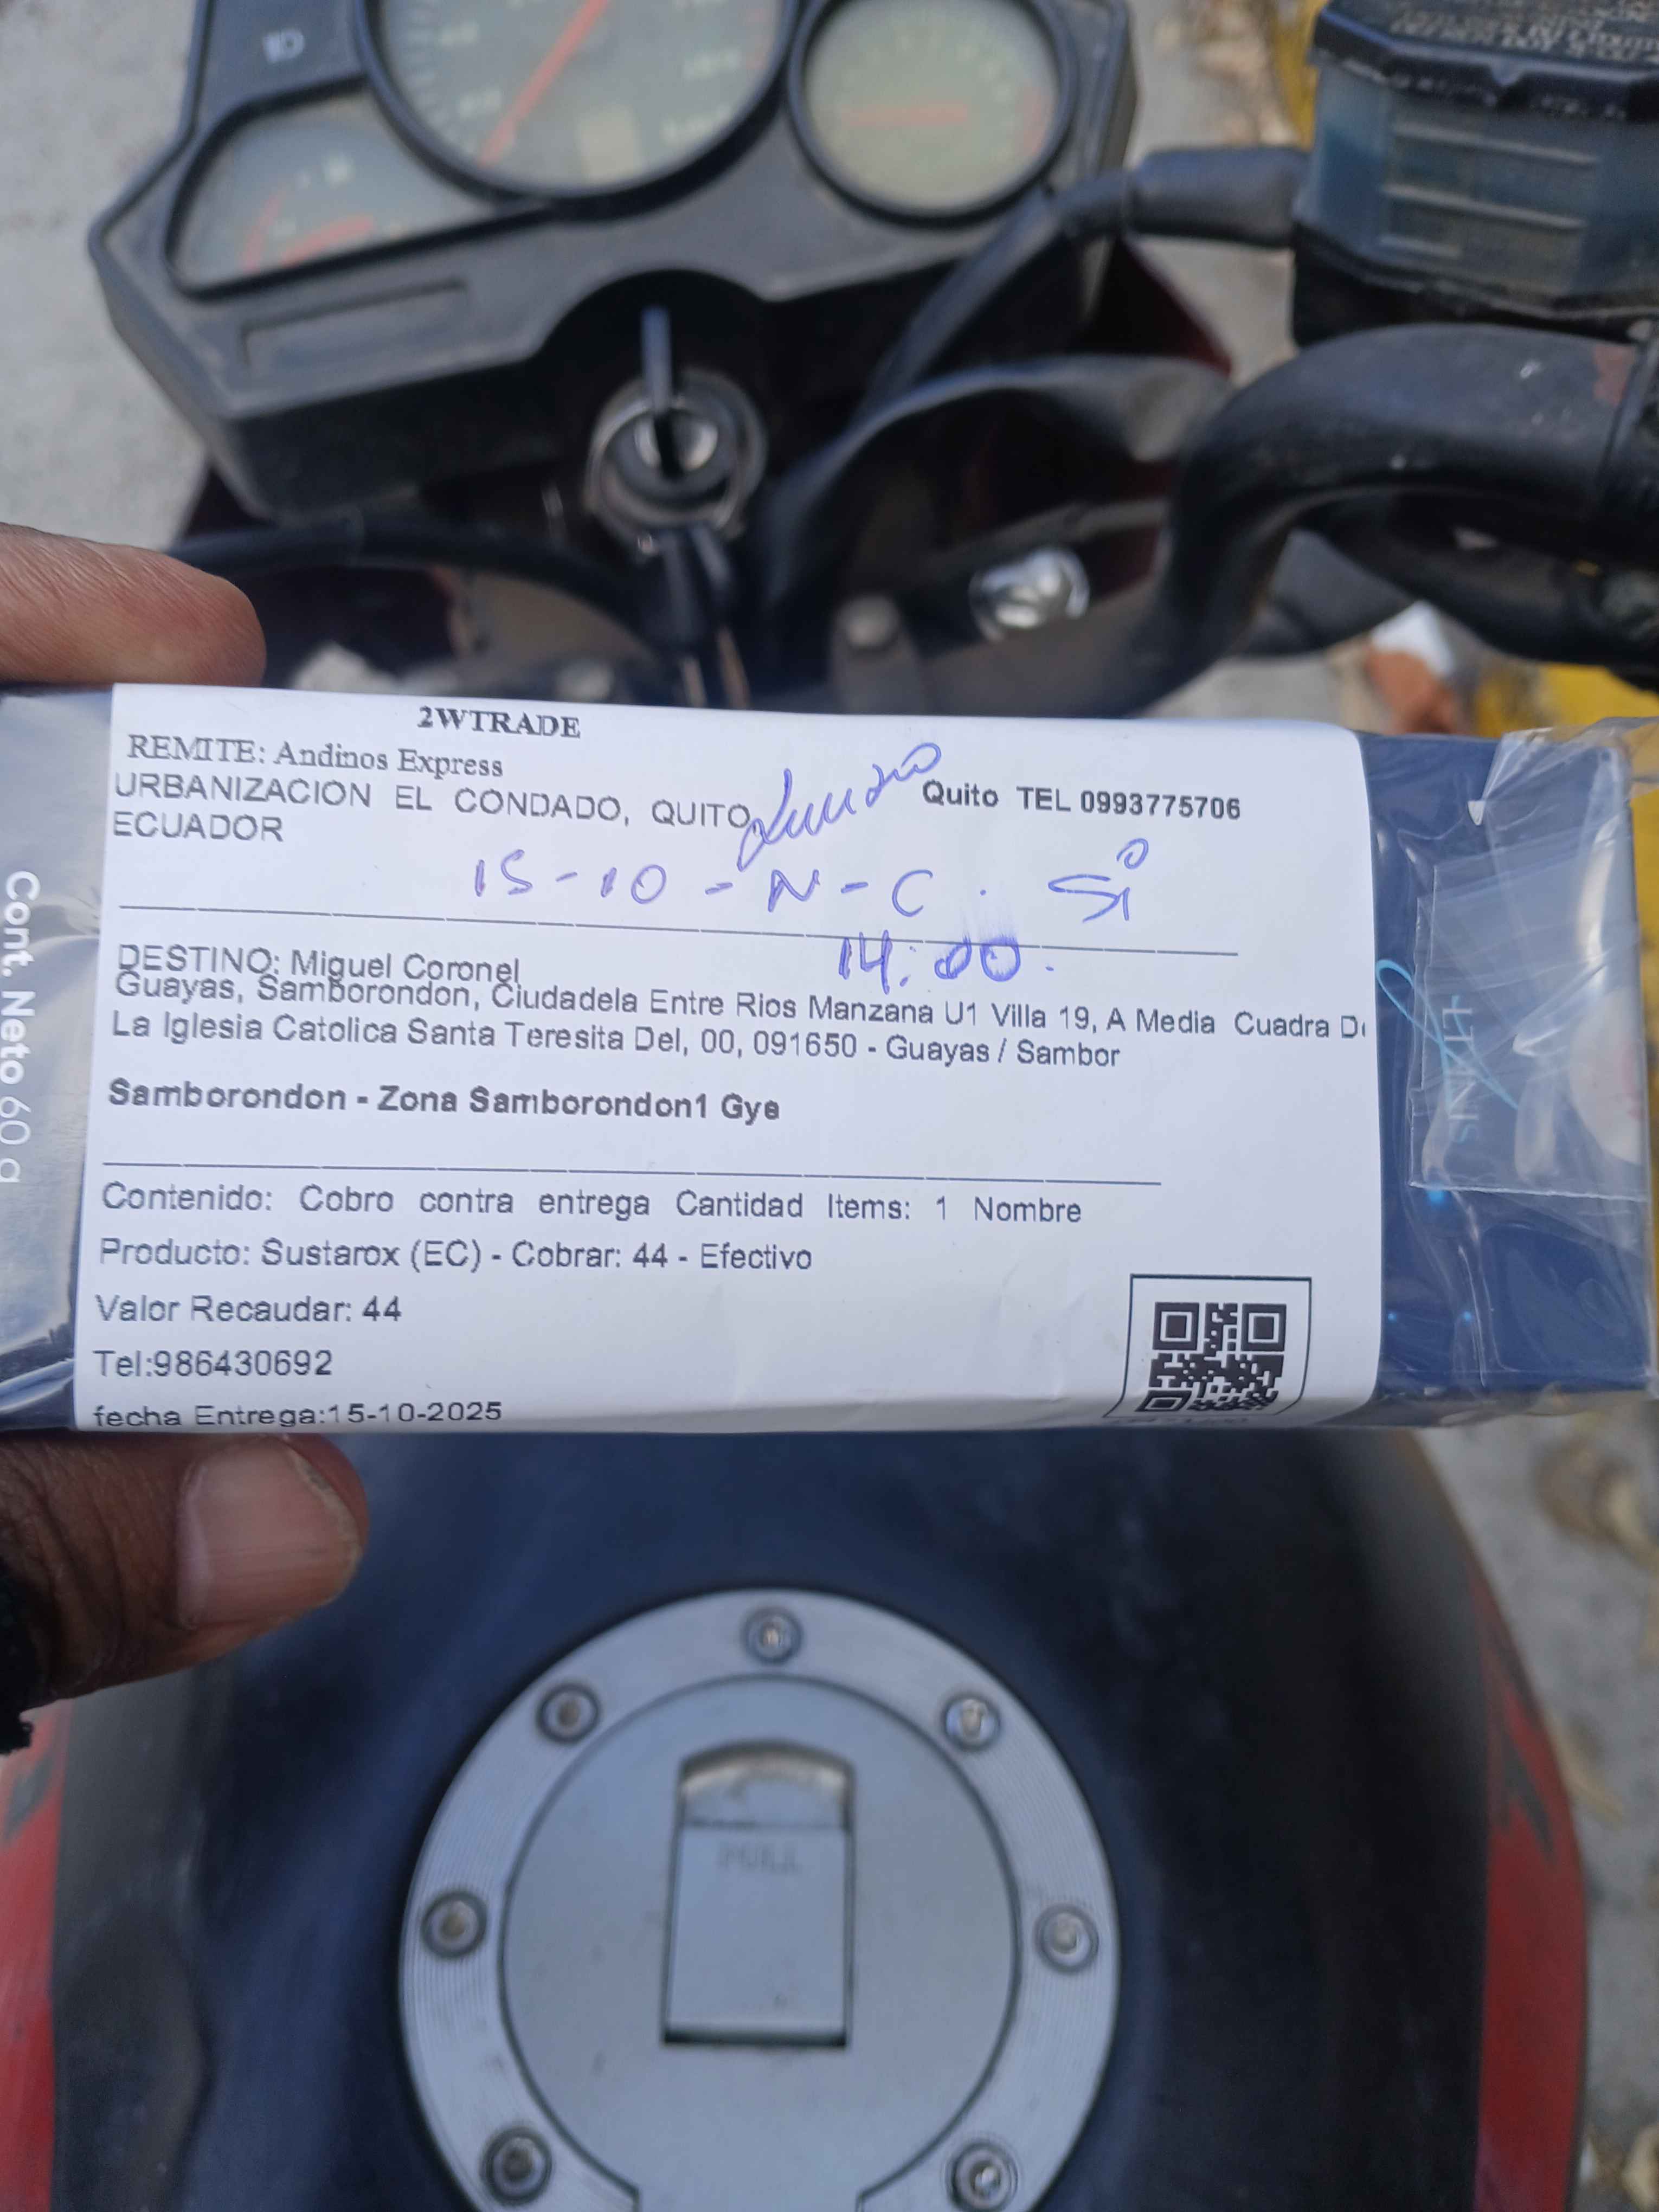 2WTRADE
REMITE: Andinos Express
URBANIZACION EL CONDADO, QUITO, Quito TEL 0993775706
ECUADOR
15-10-N-C. Si
14:00.
DESTINO: Miguel Coronel
Guayas, Samborondon, Ciudadela Entre Rios Manzana U1 Villa 19, A Media Cuadra D
La Iglesia Catolica Santa Teresita Del, 00, 091650 - Guayas / Sambor
Samborondon - Zona Samborondon1 Gye
Contenido: Cobro contra entrega Cantidad Items: 1 Nombre
Producto: Sustarox (EC) - Cobrar: 44 - Efectivo
Valor Recaudar: 44
Tel:986430692
fecha Entrega:15-10-2025
Cont. Neto 60 g
PULL